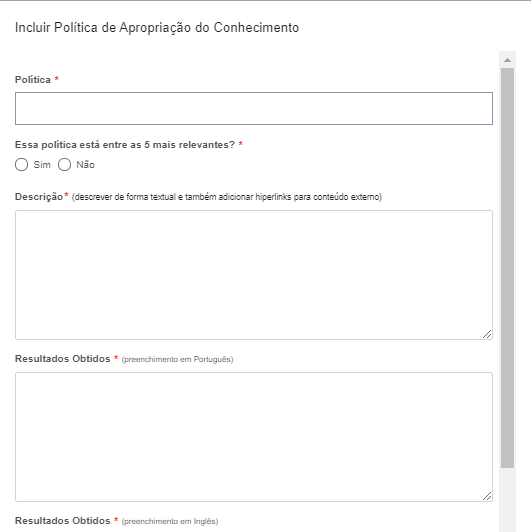 Incluir Política de Apropriação do Conhecimento
Política *
Essa política está entre as 5 mais relevantes? *
Sim Não
Descrição* (descrever de forma textual e também adicionar hiperlinks para conteúdo externo)
Resultados Obtidos * (preenchimento em Português)
Resultados Obtidos * (preenchimento em Inglês)